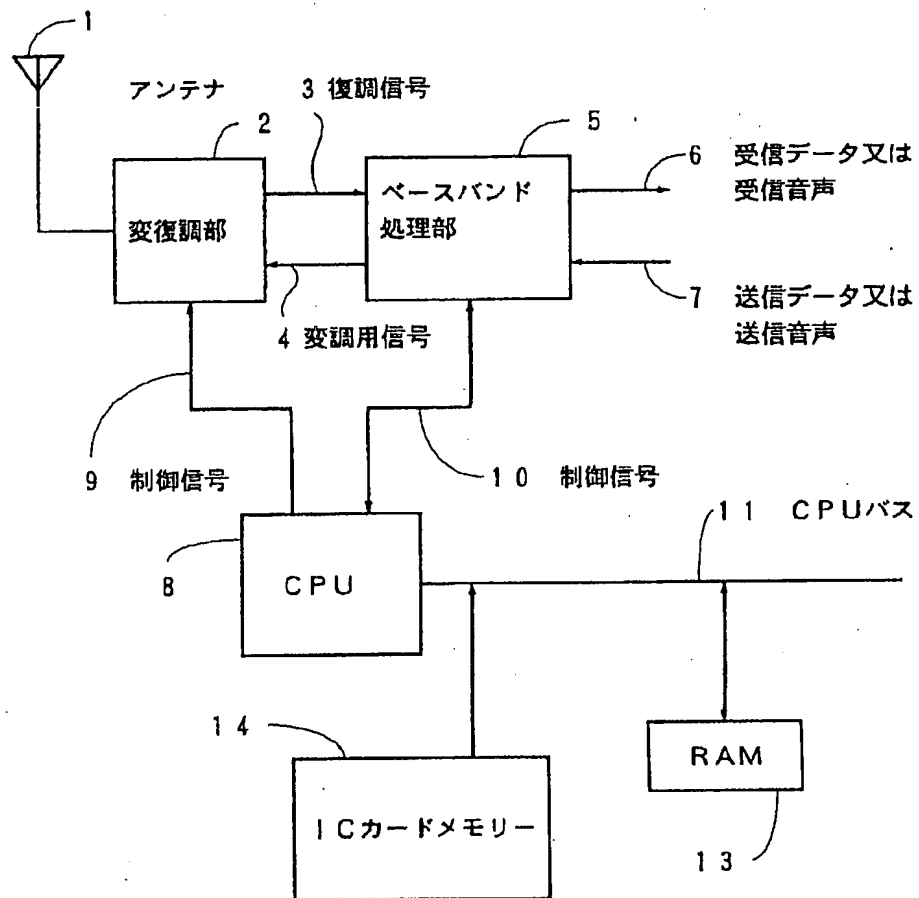 1
アンテナ
3 復調信号
2
5
変復調部
ベースバンド
処理部
6 受信データ又は
受信音声
4 変調用信号
7 送信データ又は
送信音声
9 制御信号
10 制御信号
11 CPUバス
8
CPU
14
RAM
ICカードメモリー
13